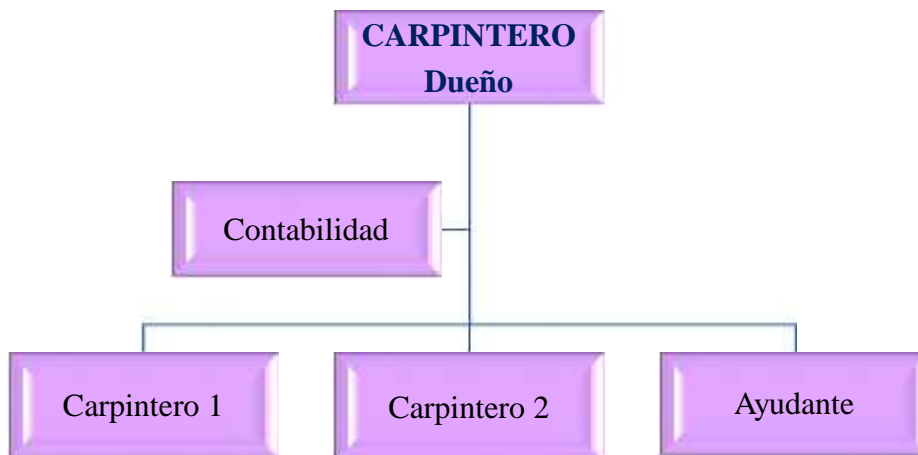 CARPINTERO
Dueño
Contabilidad
Carpintero 1
Carpintero 2
Ayudante